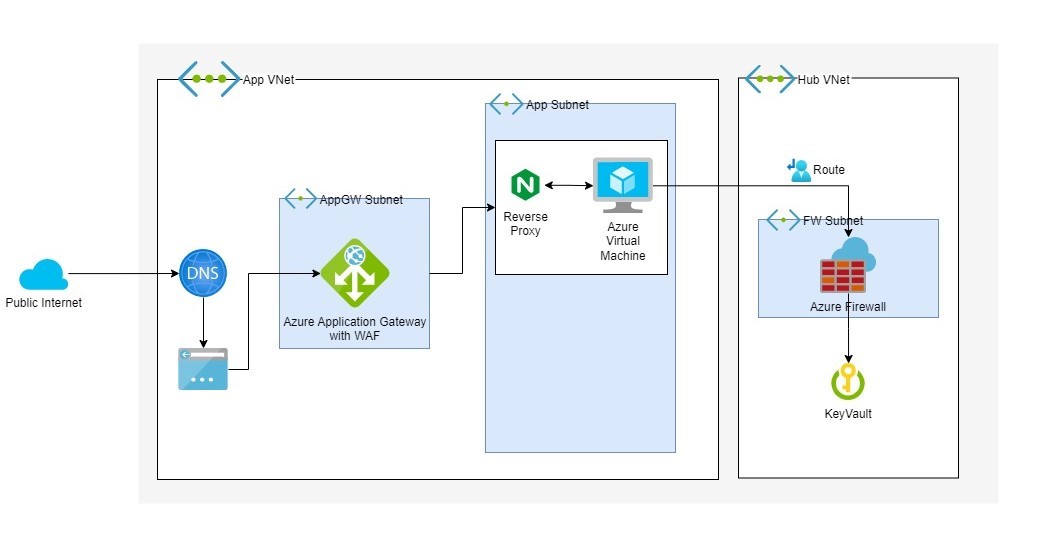 App VNet
Hub VNet
App Subnet
Route
N
Reverse
Proxy
Azure
Virtual
Machine
AppGW Subnet
FW Subnet
DNS
Public Internet
Azure Application Gateway
with WAF
Azure Firewall
KeyVault